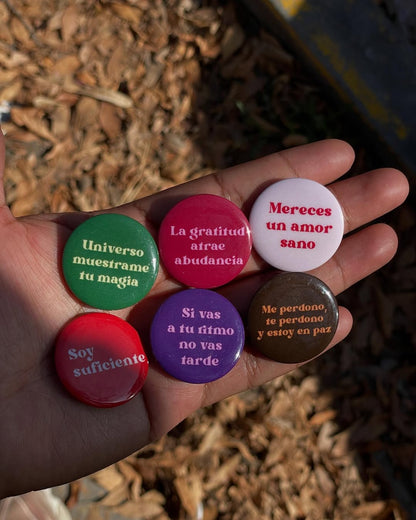 Universo
muestrame
tu magia
La gratitud
atrae
abudancia
Mereces
un amor
sano
Soy
suficiente
Si vas
a tu ritmo
no vas
tarde
Me perdono,
te perdono
y estoy en paz